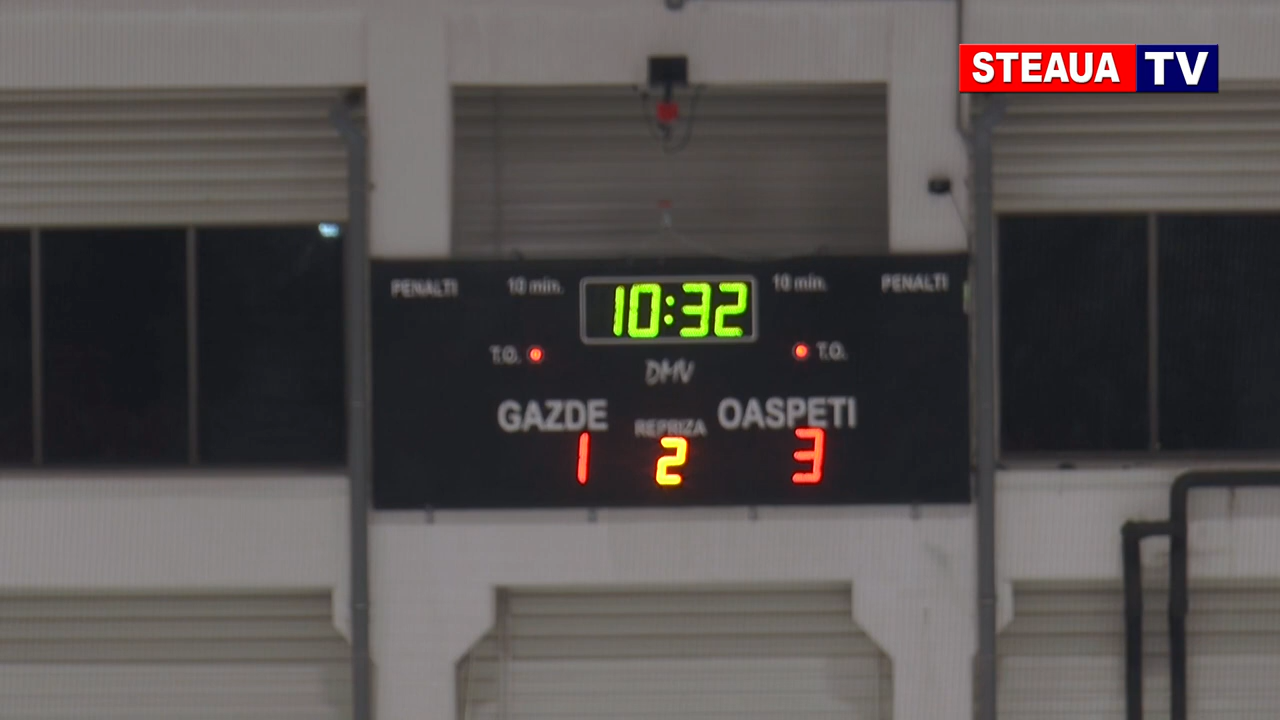 STEAUA TV
PENALTI 10 min. 10:32 10 min. PENALTI
T.O. T.O.
DMV
GAZDE REPRIZA OASPETI
1 2 3